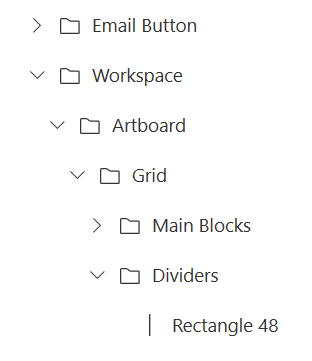 Email Button
Workspace
Artboard
Grid
Main Blocks
Dividers
Rectangle 48